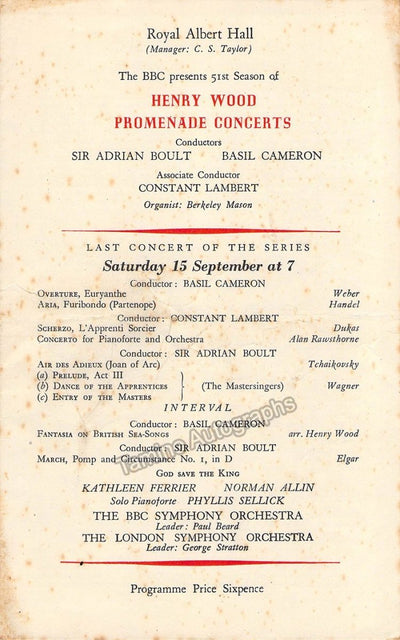 Royal Albert Hall
(Manager: C. S. Taylor)
The BBC presents 51st Season of
HENRY WOOD
PROMENADE CONCERTS
Conductors
SIR ADRIAN BOULT BASIL CAMERON
Associate Conductor
CONSTANT LAMBERT
Organist: Berkeley Mason
LAST CONCERT OF THE SERIES
Saturday 15 September at 7
Conductor: BASIL CAMERON
OVERTURE, Euryanthe Weber
ARIA, Furibondo (Partenope) Handel
Conductor: CONSTANT LAMBERT
SCHERZO, L'Apprenti Sorcier Dukas
CONCERTO for Pianoforte and Orchestra Alan Rawsthorne
Conductor: SIR ADRIAN BOULT
AIR DES ADIEUX (Joan of Arc) Tchaikovsky
(a) PRELUDE, Act III
(b) DANCE OF THE APPRENTICES (The Mastersingers) Wagner
(c) ENTRY OF THE MASTERS
INTERVAL
Conductor: BASIL CAMERON
FANTASIA ON BRITISH SEA-SONGS arr. Henry Wood
Conductor: SIR ADRIAN BOULT
MARCH, Pomp and Circumstance No. 1, in D Elgar
GOD SAVE THE KING
KATHLEEN FERRIER NORMAN ALLIN
Solo Pianoforte PHYLLIS SELLICK
THE BBC SYMPHONY ORCHESTRA
Leader: Paul Beard
THE LONDON SYMPHONY ORCHESTRA
Leader: George Stratton
Programme Price Sixpence
Tamino Autographs